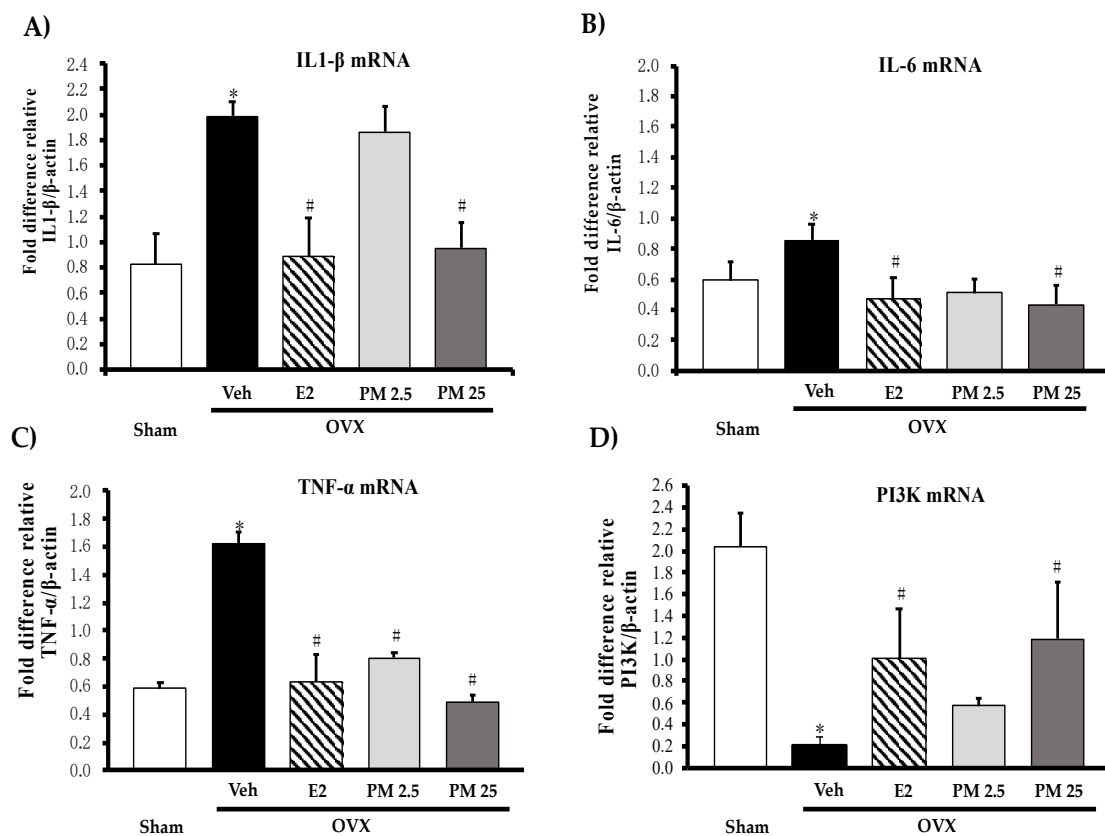 A)
IL1-β mRNA
Fold difference relative
IL1-β/β-actin
2.4
2.2
2.0
1.8
1.6
1.4
1.2
1.0
0.8
0.6
0.4
0.2
0.0
*
#
#
Veh E2 PM 2.5 PM 25
Sham OVX
B)
IL-6 mRNA
Fold difference relative
IL-6/β-actin
2.0
1.8
1.6
1.4
1.2
1.0
0.8
0.6
0.4
0.2
0.0
*
#
#
Veh E2 PM 2.5 PM 25
Sham OVX
C)
TNF-α mRNA
Fold difference relative
TNF-α/β-actin
2.0
1.8
1.6
1.4
1.2
1.0
0.8
0.6
0.4
0.2
0.0
*
#
#
#
Veh E2 PM 2.5 PM 25
Sham OVX
D)
PI3K mRNA
Fold difference relative
PI3K/β-actin
2.6
2.4
2.2
2.0
1.8
1.6
1.4
1.2
1.0
0.8
0.6
0.4
0.2
0.0
*
#
#
Veh E2 PM 2.5 PM 25
Sham OVX